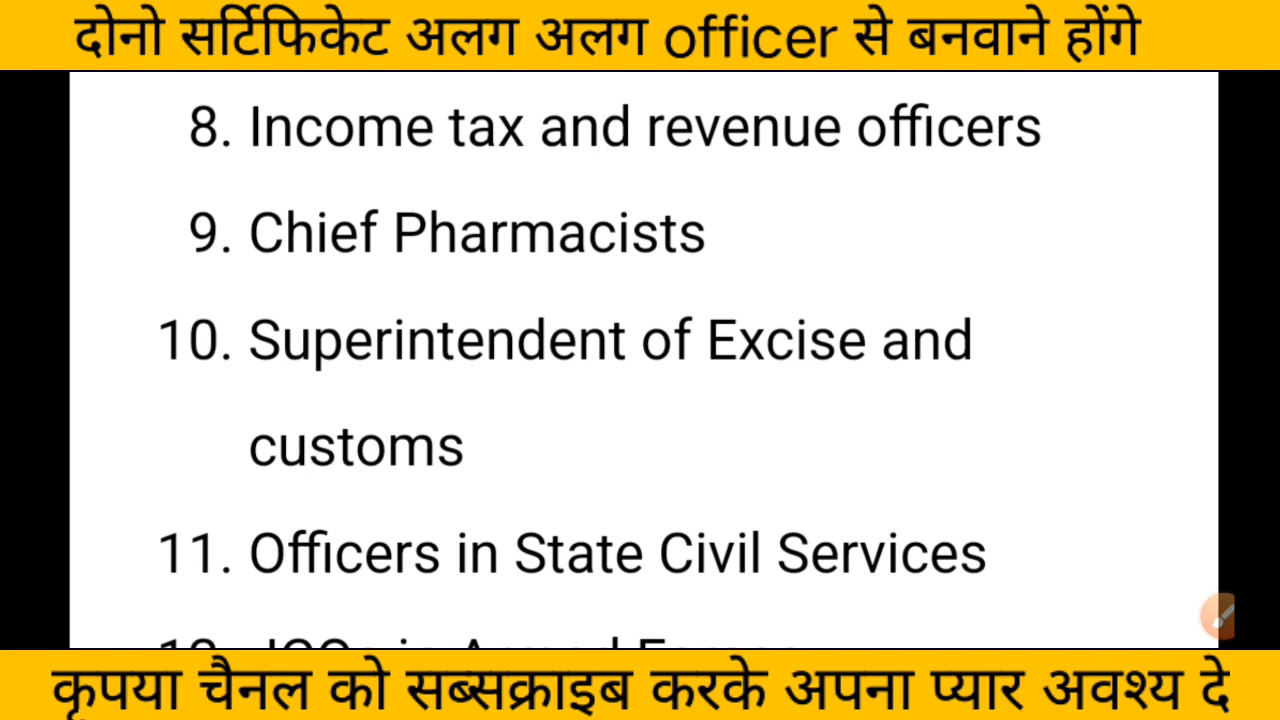 दोनो सर्टिफिकेट अलग अलग officer से बनवाने होंगे
8. Income tax and revenue officers
9. Chief Pharmacists
10. Superintendent of Excise and
customs
11. Officers in State Civil Services
कृपया चैनल को सब्सक्राइब करके अपना प्यार अवश्य दे